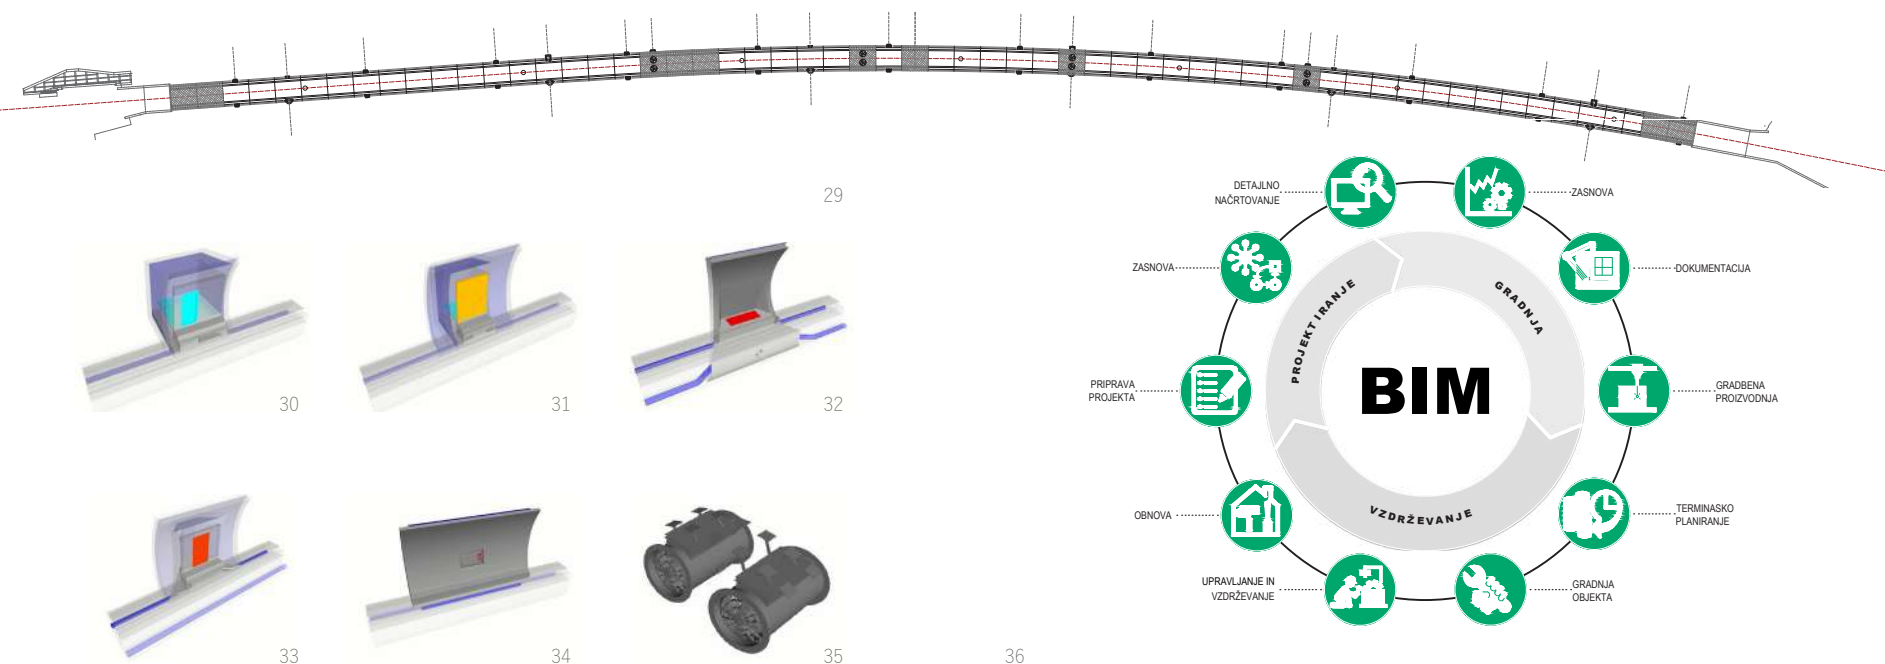 29
30
31
32
33
34
35
36
DETAJLNO
NAČRTOVANJE
ZASNOVA
ZASNOVA
DOKUMENTACIJA
PRIPRAVA
PROJEKTA
GRADBENA
PROIZVODNJA
OBNOVA
TERMINASKO
PLANIRANJE
UPRAVLJANJE IN
VZDRŽEVANJE
GRADNJA
OBJEKTA
PROJEKTIRANJE
GRADNJA
VZDRŽEVANJE
BIM